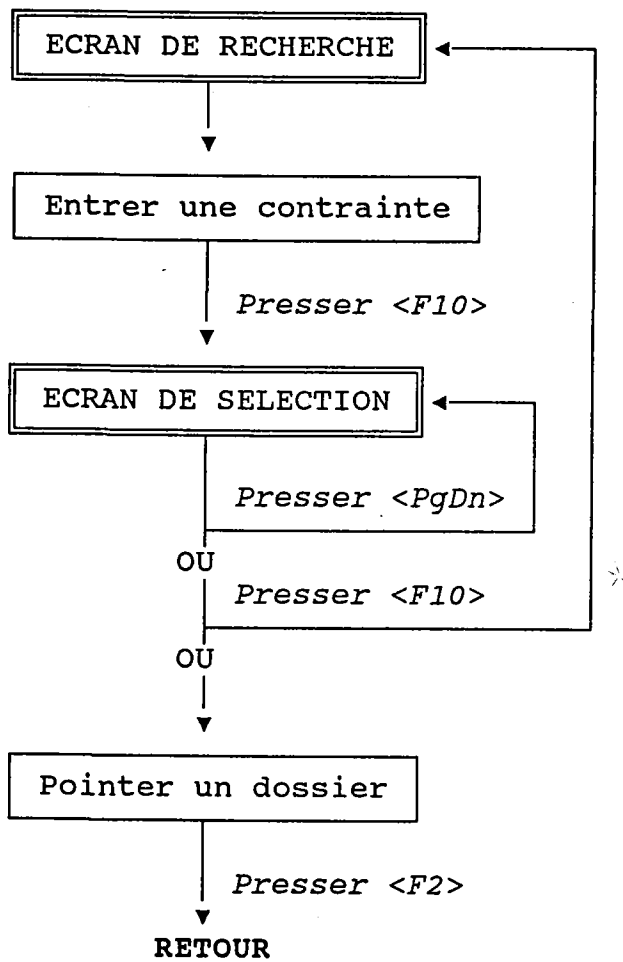 ECRAN DE RECHERCHE
Entrer une contrainte
Presser <F10>
ECRAN DE SELECTION
Presser <PgDn>
OU
Presser <F10>
OU
Pointer un dossier
Presser <F2>
RETOUR